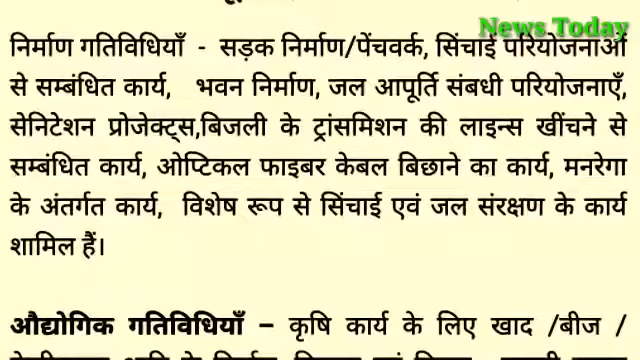 News Today
निर्माण गतिविधियाँ - सड़क निर्माण/पेंचवर्क, सिंचाई परियोजनाओं
से सम्बंधित कार्य, भवन निर्माण, जल आपूर्ति संबधी परियोजनाएँ,
सेनिटेशन प्रोजेक्ट्स,बिजली के ट्रांसमिशन की लाइन्स खींचने से
सम्बंधित कार्य, ओप्टिकल फाइबर केबल बिछाने का कार्य, मनरेगा
के अंतर्गत कार्य, विशेष रूप से सिंचाई एवं जल संरक्षण के कार्य
शामिल हैं।
औद्योगिक गतिविधियाँ – कृषि कार्य के लिए खाद /बीज /